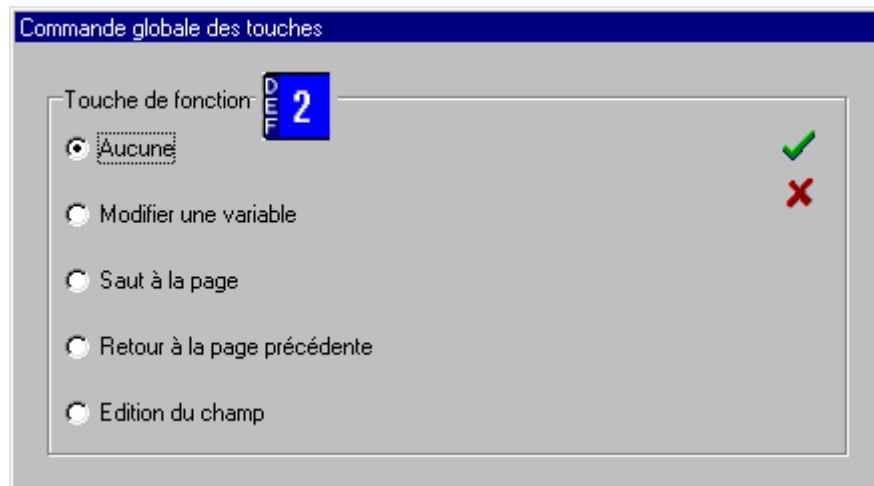 Commande globale des touches
Touche de fonction DEF 2
Aucune
Modifier une variable
Saut à la page
Retour à la page précédente
Edition du champ